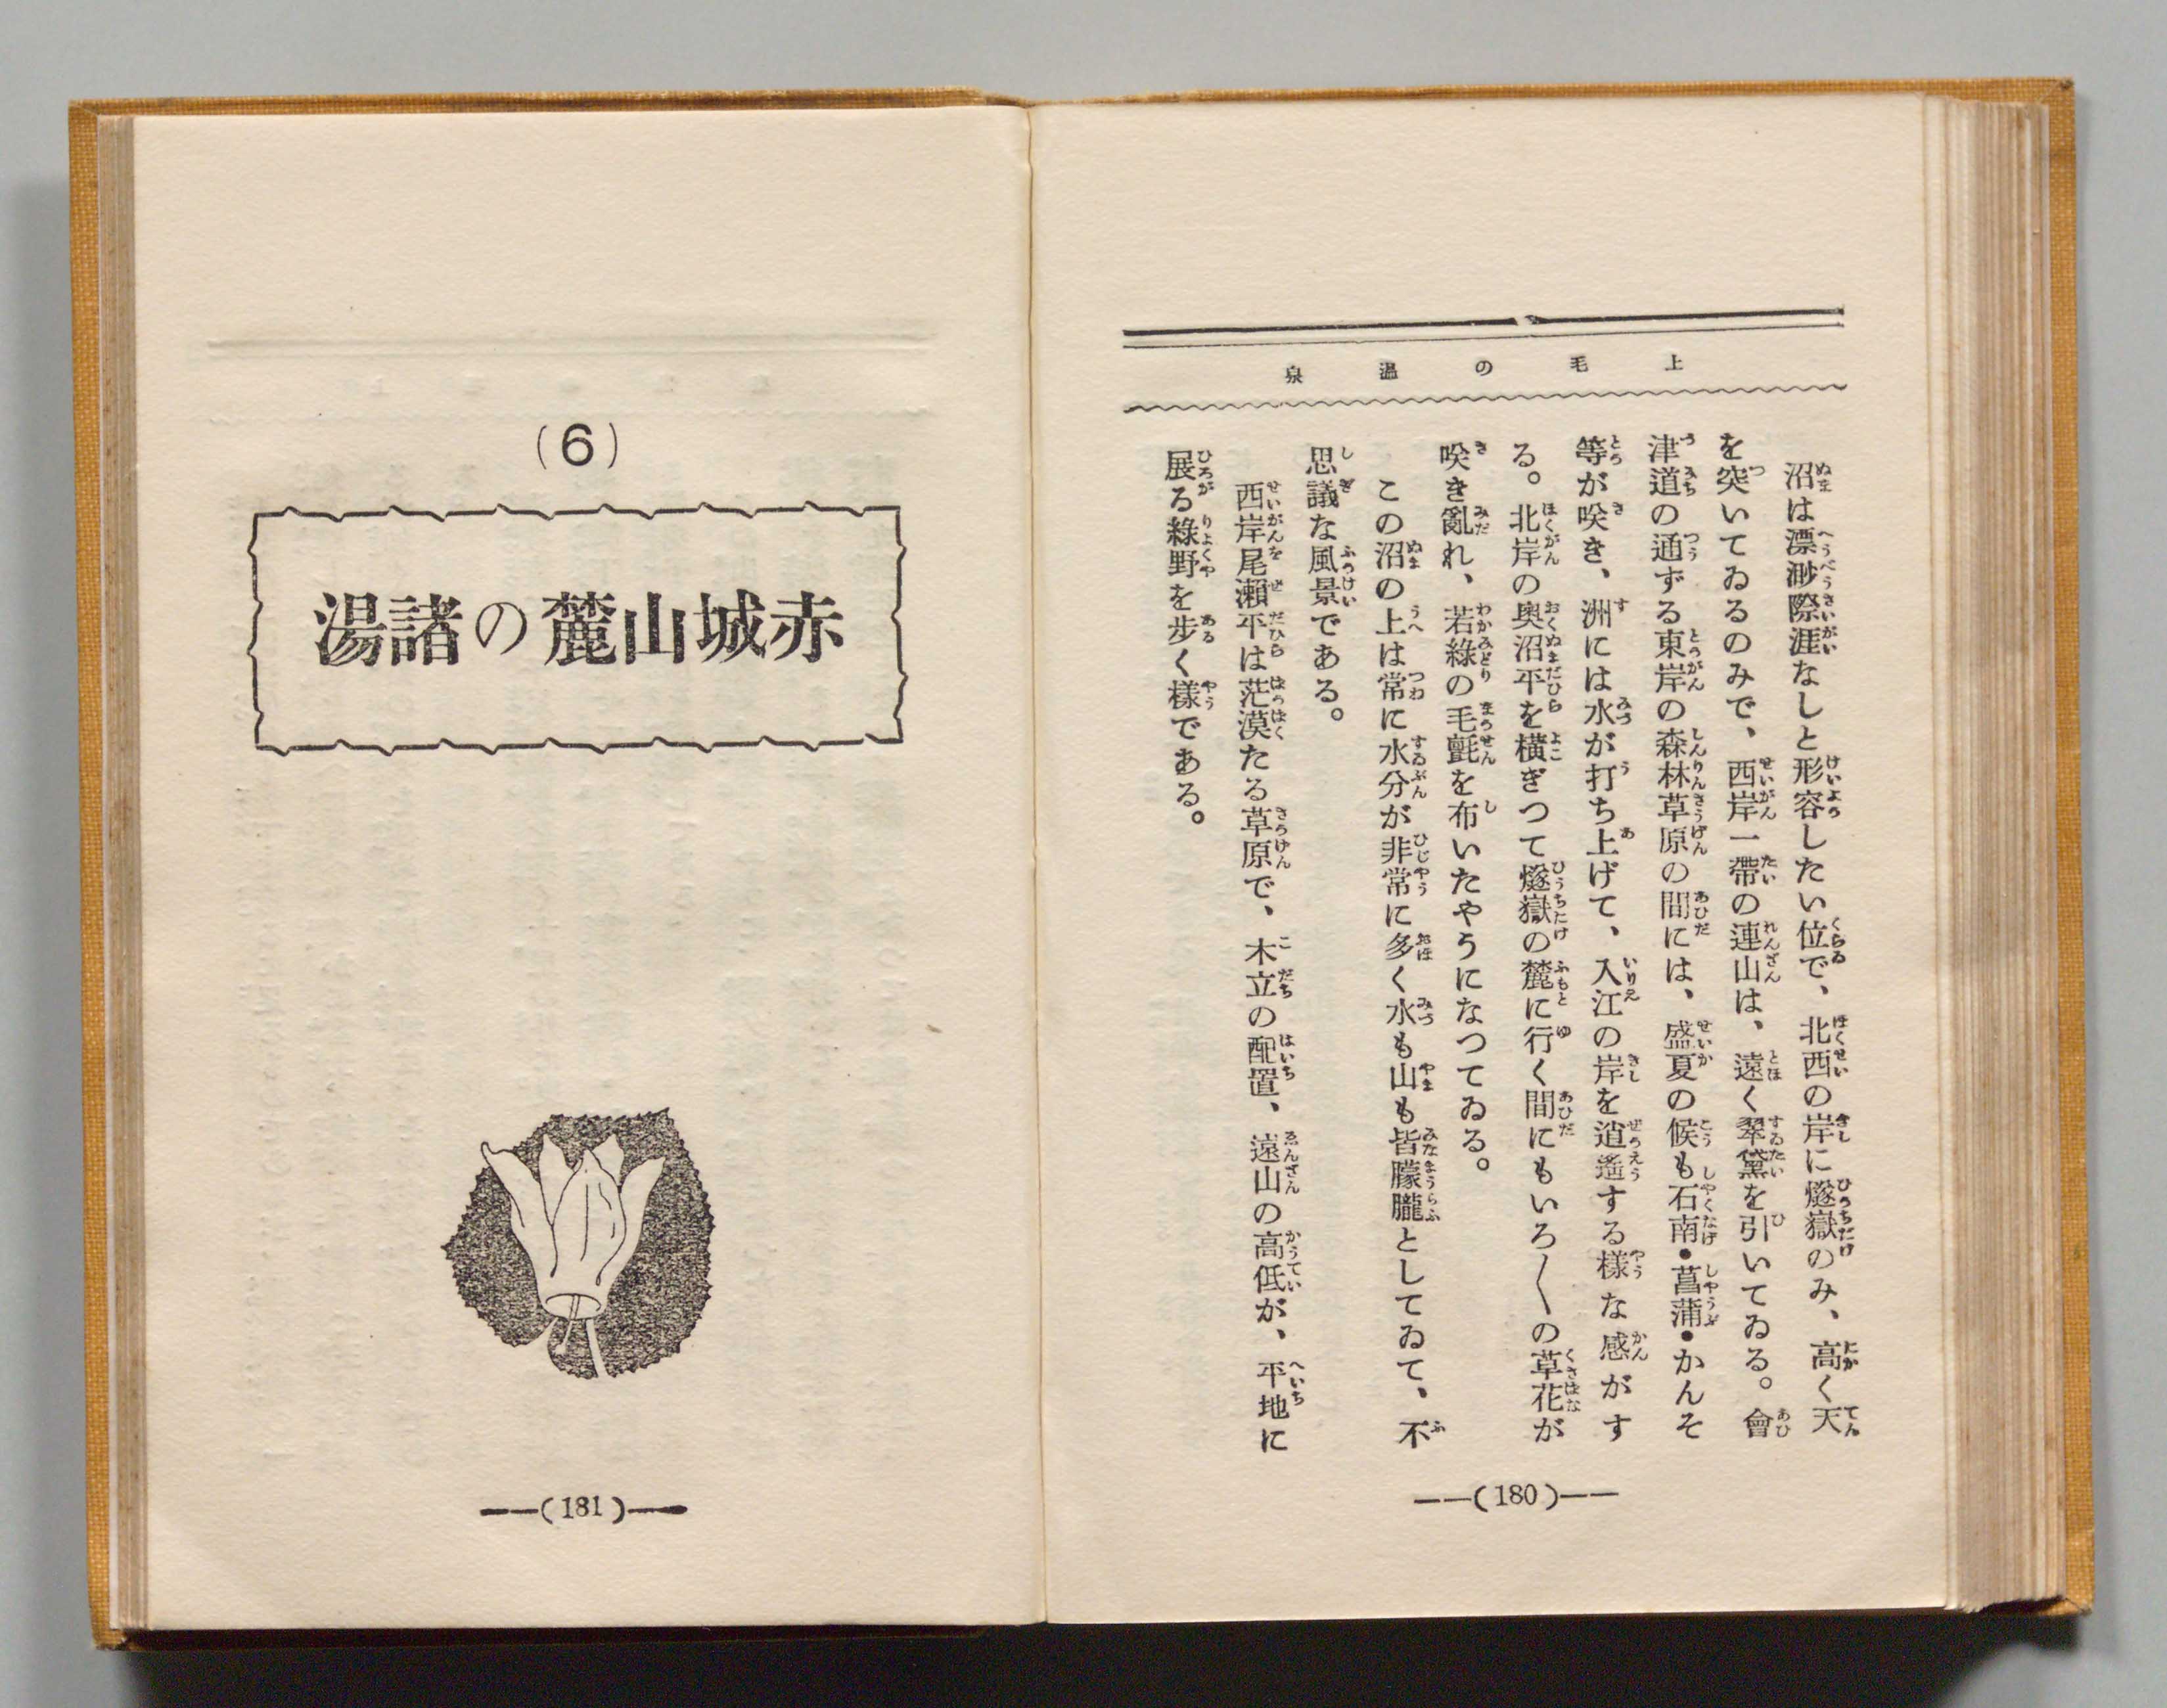 上毛の温泉
沼は漂渺際涯なしと形容したい位で、北西の岸に燧嶽のみ、高く天
を突いてゐるのみで、西岸一帶の連山は、遠く翠黛を引いてゐる。會
津道の通ずる東岸の森林草原の間には、盛夏の候も石南・菖蒲・かんそ
等が咲き、洲には水が打ち上げて、入江の岸を逍遙する樣な感がす
る。北岸の奥沼平を横ぎつて燧嶽の麓に行く間にもいろ〱の草花が
咲き亂れ、若綠の毛氈を布いたやうになつてゐる。
この沼の上は常に水分が非常に多く水も山も皆朦朧としてゐて、不
思議な風景である。
西岸尾瀬平は茫漠たる草原で、木立の配置、遠山の高低が、平地に
展る綠野を步く樣である。
——(180)——
(6)
赤城山麓の諸湯
——(181)——